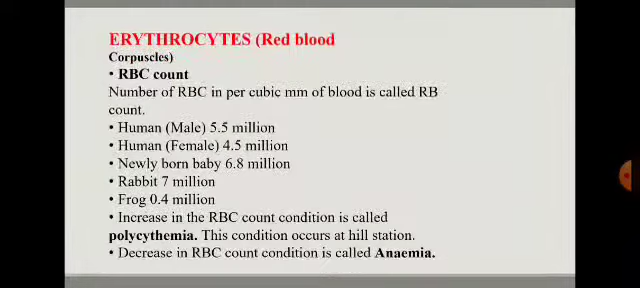 ERYTHROCYTES (Red blood
Corpuscles)
• RBC count
Number of RBC in per cubic mm of blood is called RB
count.
• Human (Male) 5.5 million
• Human (Female) 4.5 million
• Newly born baby 6.8 million
• Rabbit 7 million
• Frog 0.4 million
• Increase in the RBC count condition is called
polycythemia. This condition occurs at hill station.
• Decrease in RBC count condition is called Anaemia.